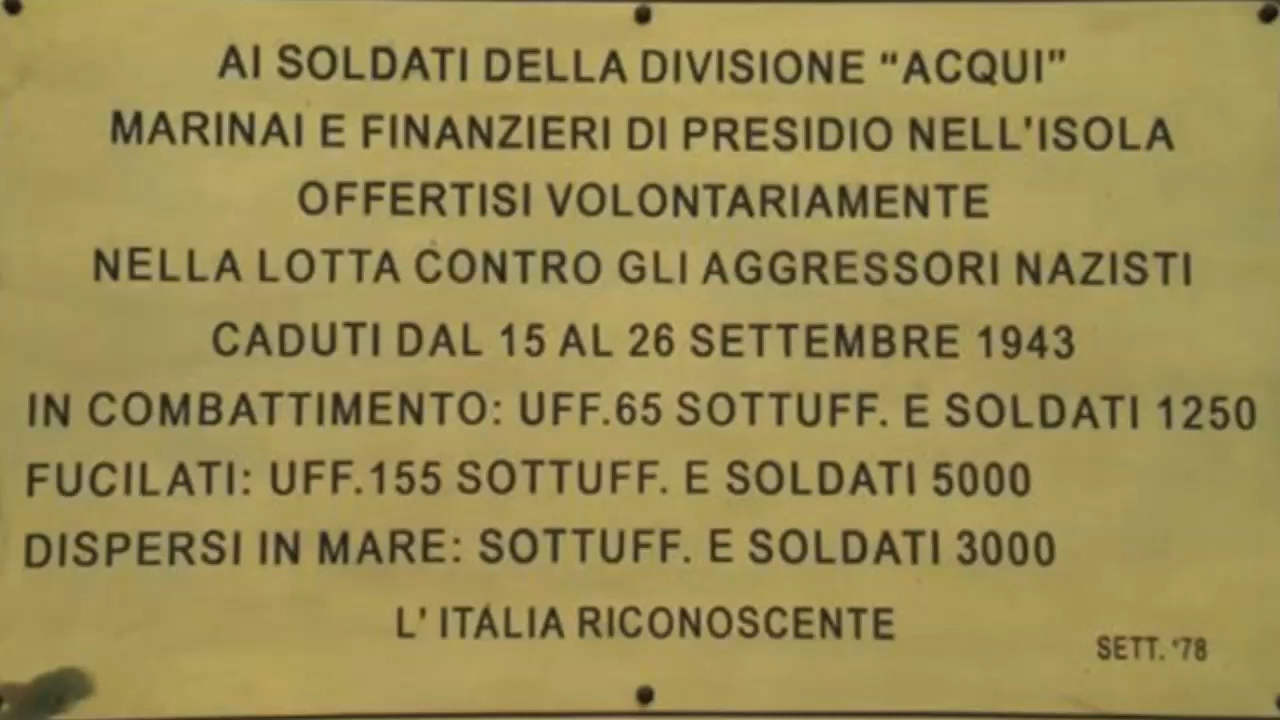 AI SOLDATI DELLA DIVISIONE "ACQUI"
MARINAI E FINANZIERI DI PRESIDIO NELL'ISOLA
OFFERTISI VOLONTARIAMENTE
NELLA LOTTA CONTRO GLI AGGRESSORI NAZISTI
CADUTI DAL 15 AL 26 SETTEMBRE 1943
IN COMBATTIMENTO: UFF.65 SOTTUFF. E SOLDATI 1250
FUCILATI: UFF.155 SOTTUFF. E SOLDATI 5000
DISPERSI IN MARE: SOTTUFF. E SOLDATI 3000
L' ITALIA RICONOSCENTE
SETT. '78